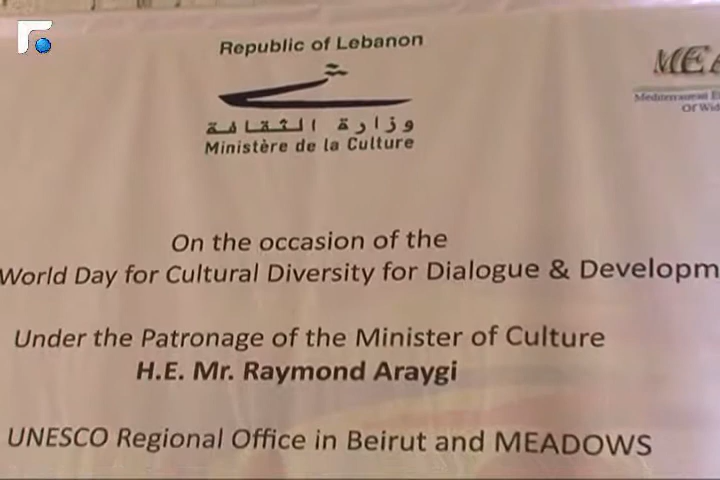 Republic of Lebanon
وزارة الثقافة
Ministère de la Culture
Mediterranean
Of
On the occasion of the
World Day for Cultural Diversity for Dialogue & Developm
Under the Patronage of the Minister of Culture
H.E. Mr. Raymond Araygi
UNESCO Regional Office in Beirut and MEADOWS